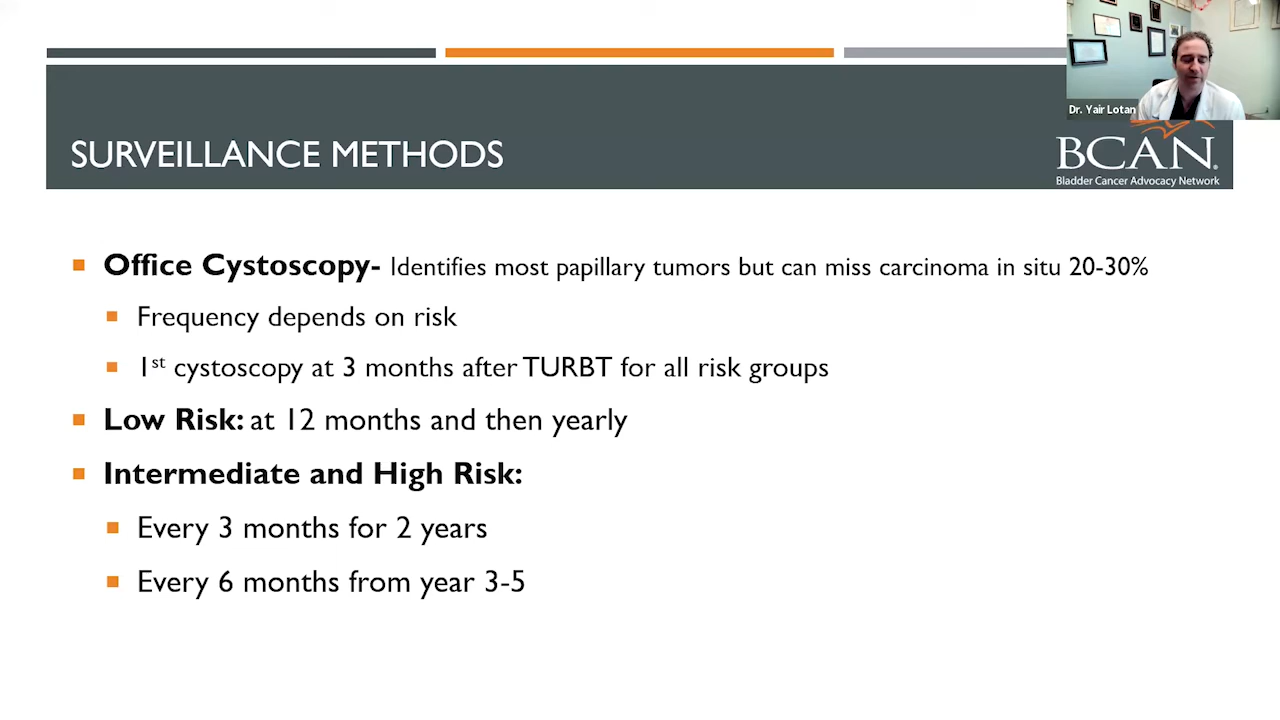 Dr. Yair Lotan
SURVEILLANCE METHODS
BCAN.
Bladder Cancer Advocacy Network
Office Cystoscopy- Identifies most papillary tumors but can miss carcinoma in situ 20-30%
Frequency depends on risk
1st cystoscopy at 3 months after TURBT for all risk groups
Low Risk: at 12 months and then yearly
Intermediate and High Risk:
Every 3 months for 2 years
Every 6 months from year 3-5